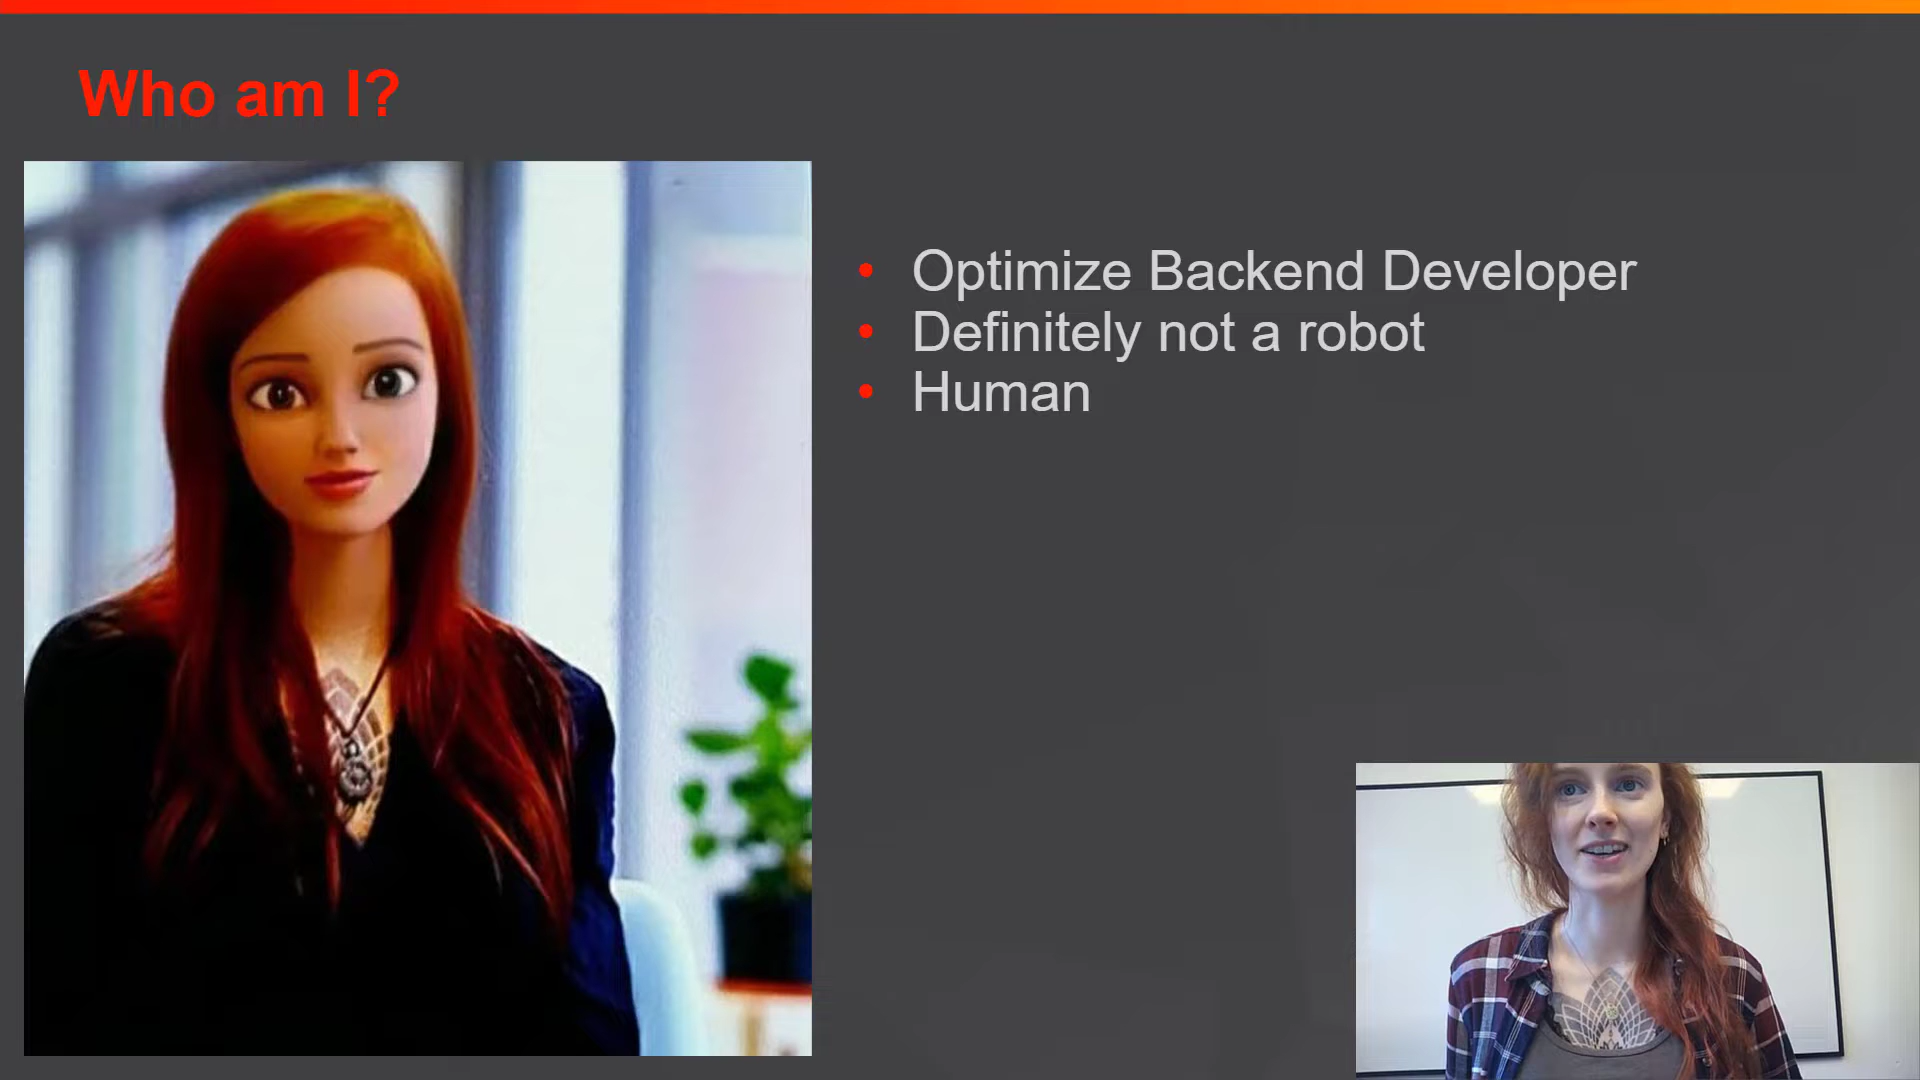 Who am I?
Optimize Backend Developer
Definitely not a robot
Human